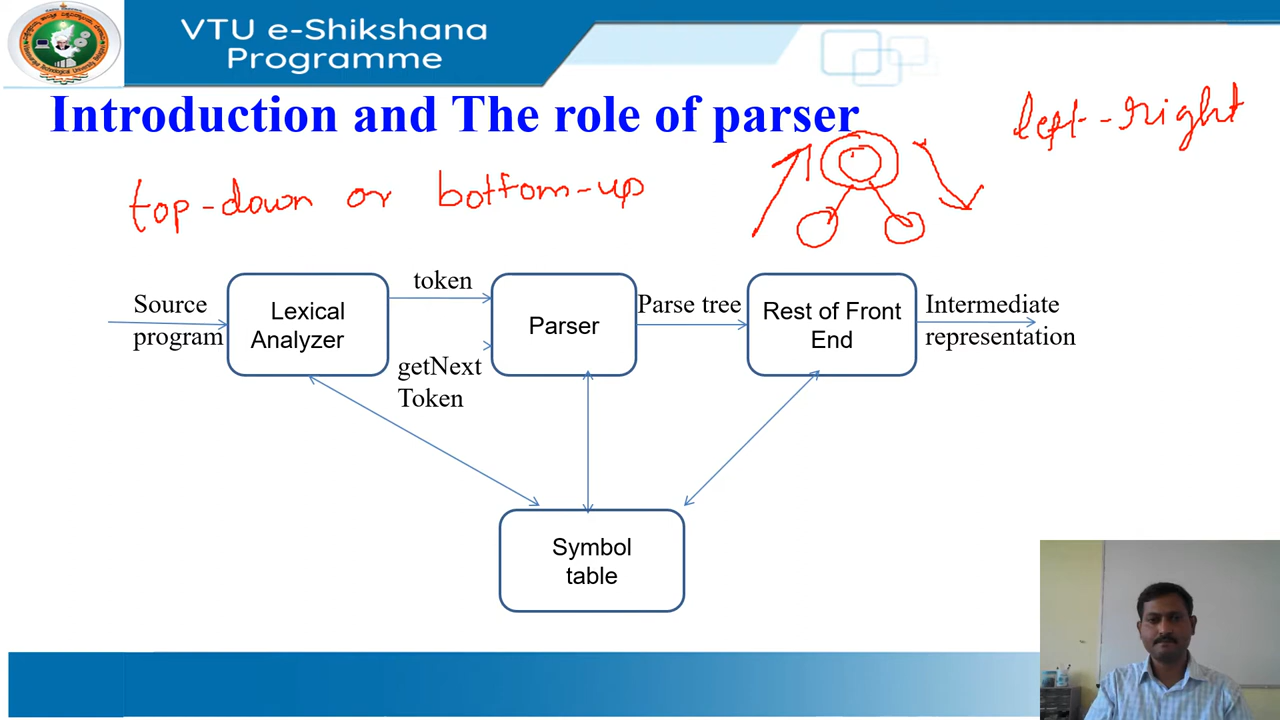 VTU e-Shikshana
Programme
Introduction and The role of parser
left-right
top-down or bottom-up
Source
program
Lexical
Analyzer
token
getNext
Token
Parser
Parse tree
Rest of Front
End
Intermediate
representation
Symbol
table